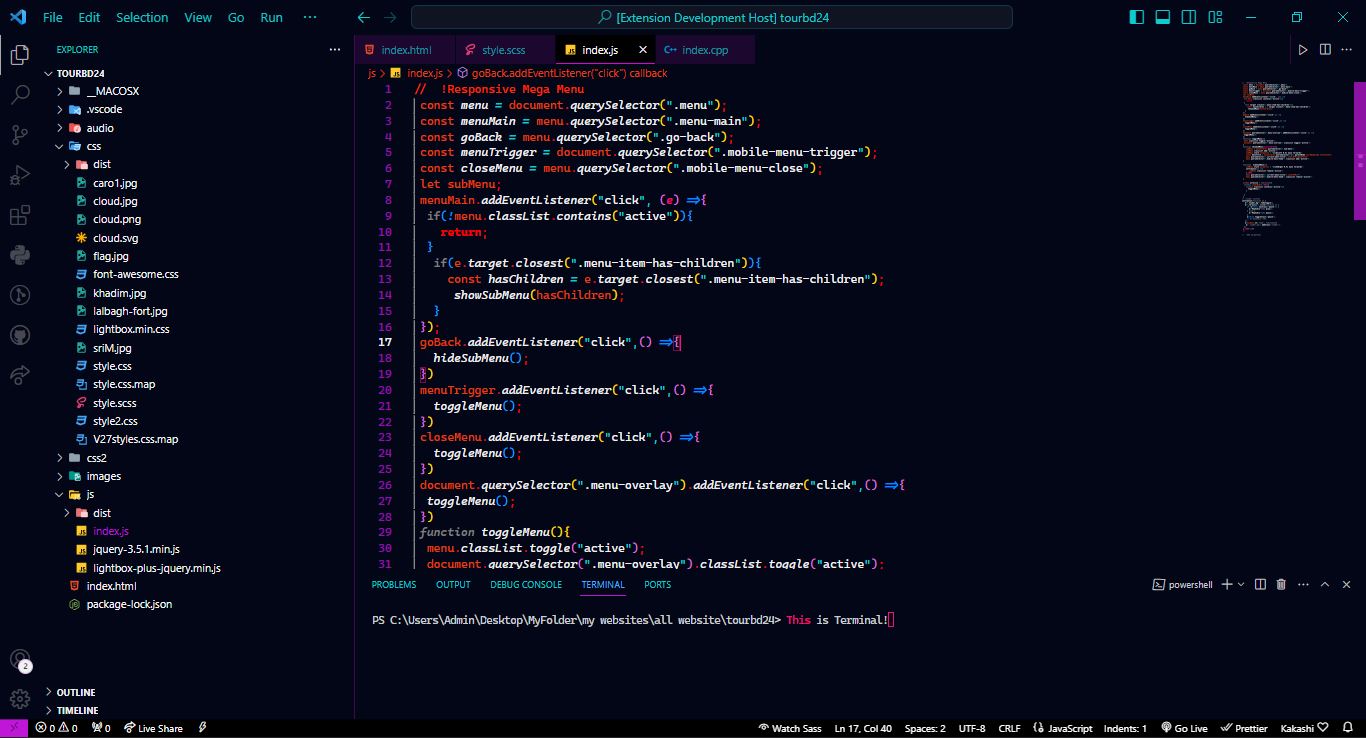 File Edit Selection View Go Run ···
[Extension Development Host] tourbd24
EXPLORER
TOURBD24
__MACOSX
.vscode
audio
css
dist
caro1.jpg
cloud.jpg
cloud.png
cloud.svg
flag.jpg
font-awesome.css
khadim.jpg
lalbagh-fort.jpg
lightbox.min.css
sriM.jpg
style.css
style.css.map
style.scss
style2.css
V27styles.css.map
css2
images
js
dist
index.js
jquery-3.5.1.min.js
lightbox-plus-jquery.min.js
index.html
package-lock.json
OUTLINE
TIMELINE
index.html style.scss index.js index.cpp
js > index.js > goBack.addEventListener("click") callback
1 // !Responsive Mega Menu
2 const menu = document.querySelector(".menu");
3 const menuMain = menu.querySelector(".menu-main");
4 const goBack = menu.querySelector(".go-back");
5 const menuTrigger = document.querySelector(".mobile-menu-trigger");
6 const closeMenu = menu.querySelector(".mobile-menu-close");
7 let subMenu;
8 menuMain.addEventListener("click", (e) =>{
9 if(!menu.classList.contains("active")){
10 return;
11 }
12 if(e.target.closest(".menu-item-has-children")){
13 const hasChildren = e.target.closest(".menu-item-has-children");
14 showSubMenu(hasChildren);
15 }
16 });
17 goBack.addEventListener("click",() =>{
18 hideSubMenu();
19 })
20 menuTrigger.addEventListener("click",() =>{
21 toggleMenu();
22 })
23 closeMenu.addEventListener("click",() =>{
24 toggleMenu();
25 })
26 document.querySelector(".menu-overlay").addEventListener("click",() =>{
27 toggleMenu();
28 })
29 function toggleMenu(){
30 menu.classList.toggle("active");
31 document.querySelector(".menu-overlay").classList.toggle("active");
PROBLEMS OUTPUT DEBUG CONSOLE TERMINAL PORTS
powershell
PS C:\Users\Admin\Desktop\MyFolder\my websites\all website\tourbd24> This is Terminal!
2
0 0 0 Live Share
Watch Sass Ln 17, Col 40 Spaces: 2 UTF-8 CRLF JavaScript Indents: 1 Go Live Prettier Kakashi